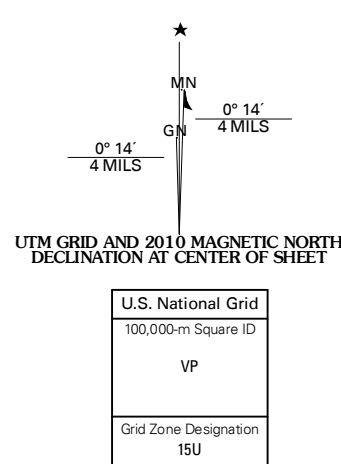 ★
MN
0° 14´
4 MILS
GN
0° 14´
4 MILS
UTM GRID AND 2010 MAGNETIC NORTH
DECLINATION AT CENTER OF SHEET
U.S. National Grid
100,000-m Square ID
VP
Grid Zone Designation
15U